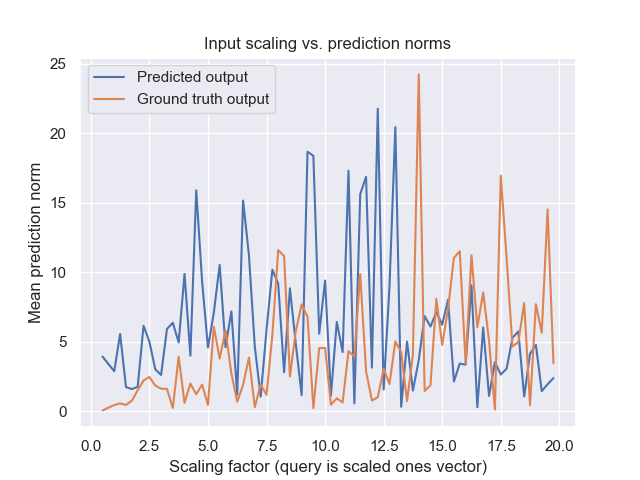 Input scaling vs. prediction norms
Predicted output
Ground truth output
Mean prediction norm
25
20
15
10
5
0
0.0 2.5 5.0 7.5 10.0 12.5 15.0 17.5 20.0
Scaling factor (query is scaled ones vector)